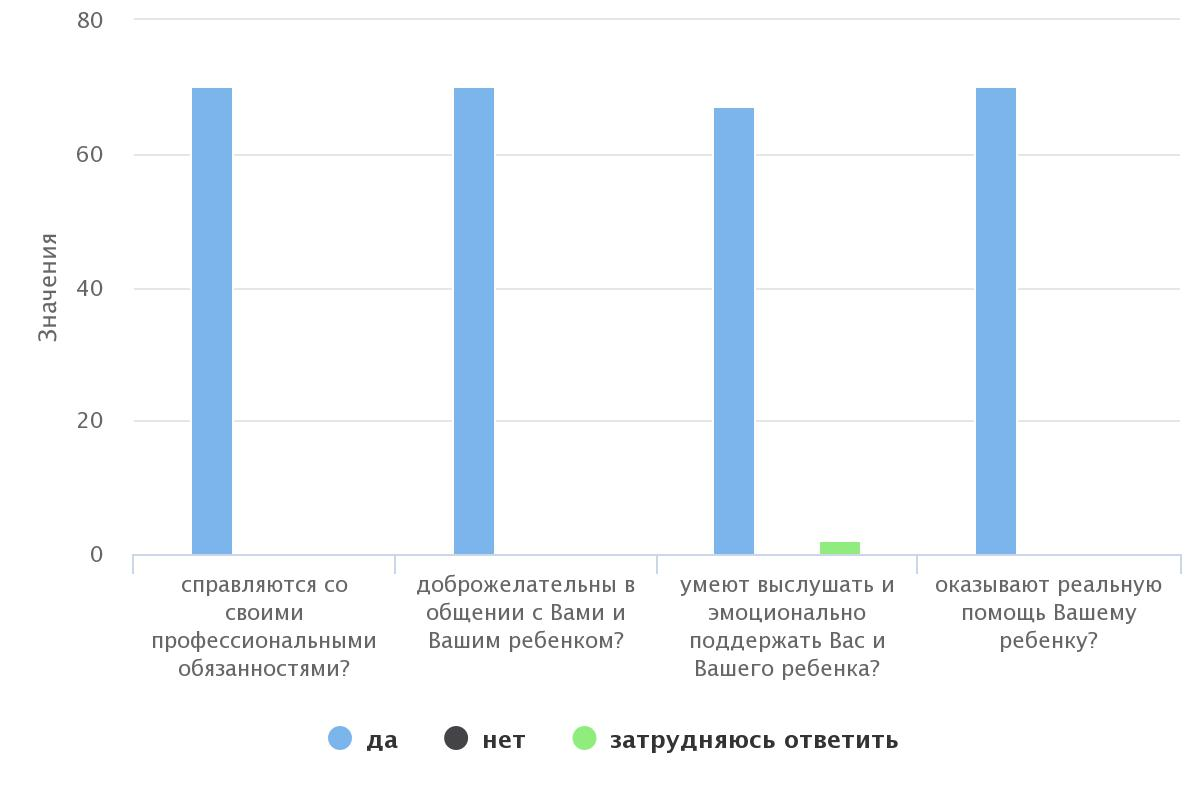 80
60
40
20
0
Значения
справляются со
своими
профессиональными
обязанностями?
доброжелательны в
общении с Вами и
Вашим ребенком?
умеют выслушать и
эмоционально
поддержать Вас и
Вашего ребенка?
оказывают реальную
помощь Вашему
ребенку?
да нет затрудняюсь ответить